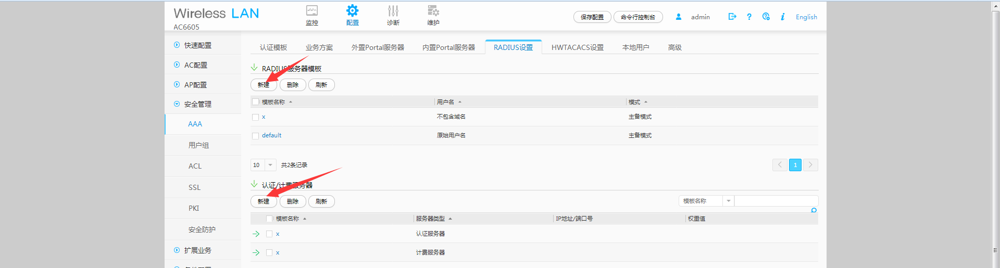 Wireless LAN
AC6605
监控
配置
诊断
维护
保存配置
命令行控制台
admin
English
快速配置
AC配置
AP配置
安全管理
AAA
用户组
ACL
SSL
PKI
安全防护
扩展业务
认证模板
业务方案
外置Portal服务器
内置Portal服务器
RADIUS设置
HWTACACS设置
本地用户
高级
RADIUS服务器模板
新建
删除
刷新
模板名称
用户名
模式
x
不包含域名
主备模式
default
原始用户名
主备模式
10
共2条记录
1
认证/计费服务器
新建
删除
刷新
模板名称
模板名称
服务器类型
IP地址/端口号
权重值
x
认证服务器
x
计费服务器